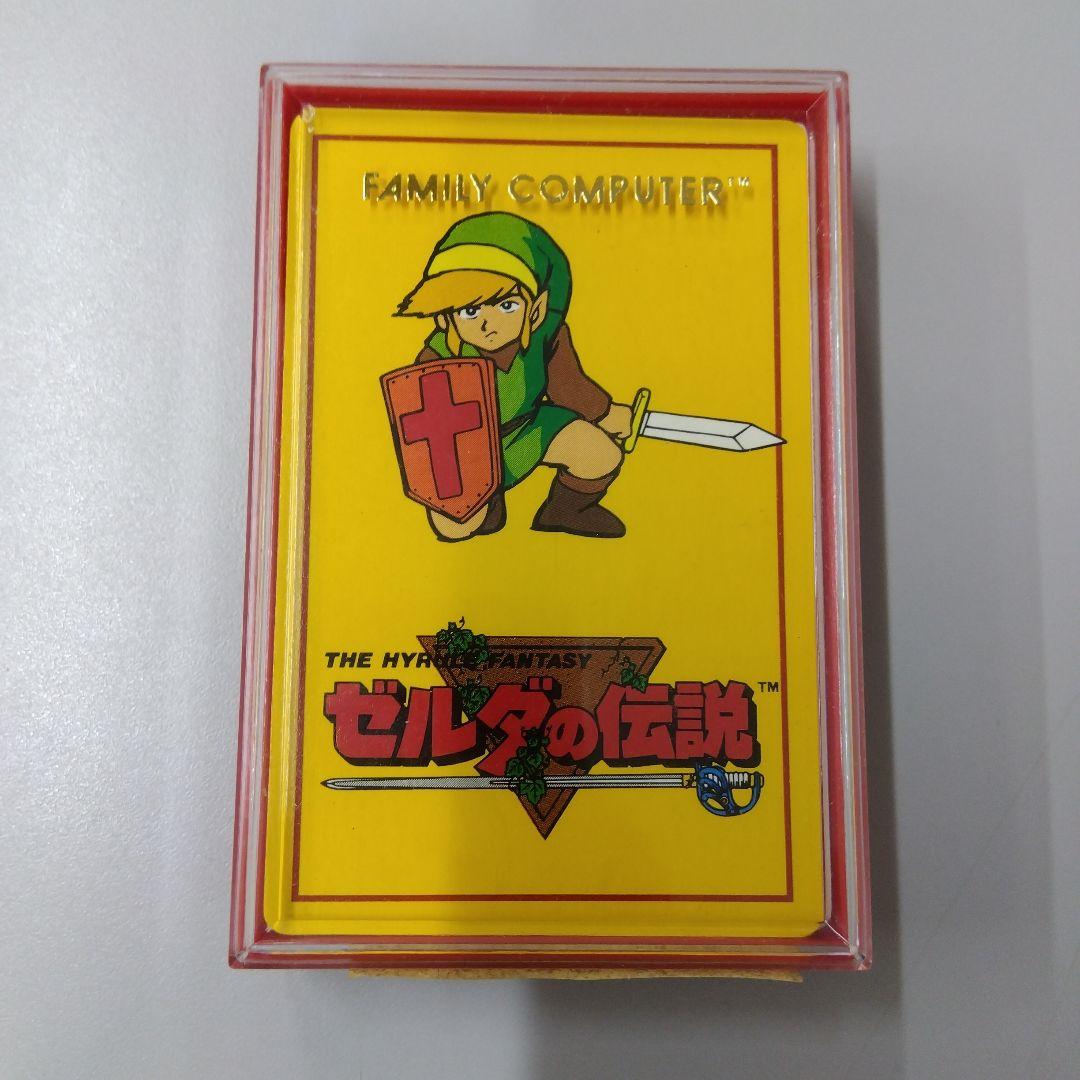 FAMILY COMPUTER™
THE HYRULE FANTASY
ゼルダの伝説™